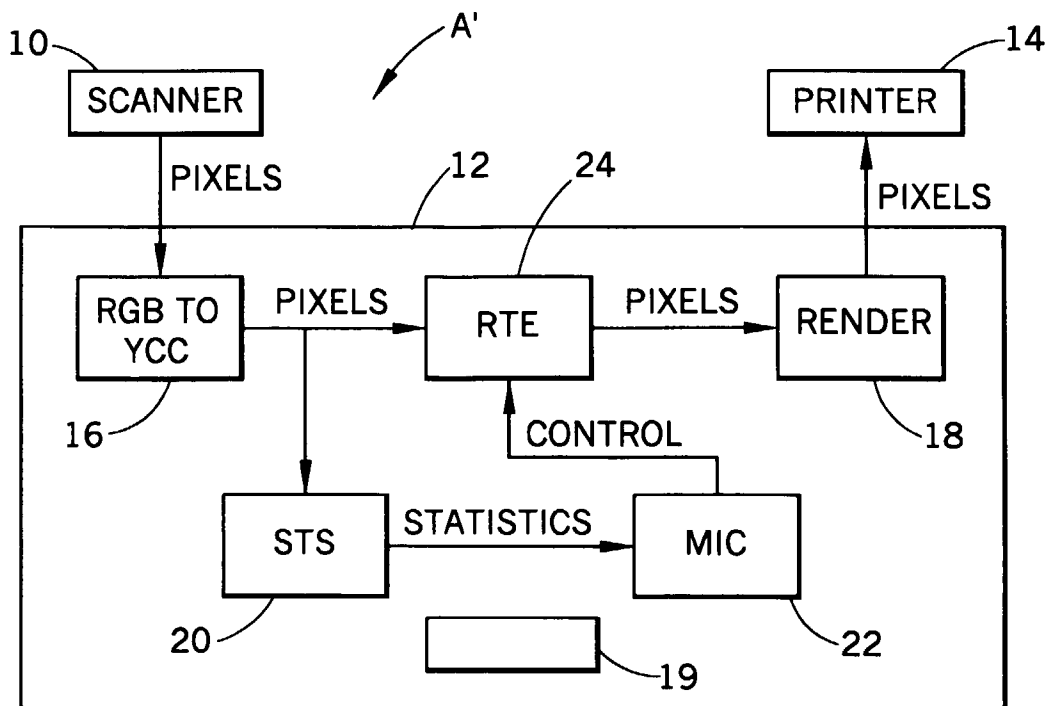 A'
10
14
SCANNER
PRINTER
PIXELS
12
24
PIXELS
RGB TO
YCC
PIXELS
RTE
PIXELS
RENDER
16
CONTROL
18
STS
STATISTICS
MIC
20
22
19